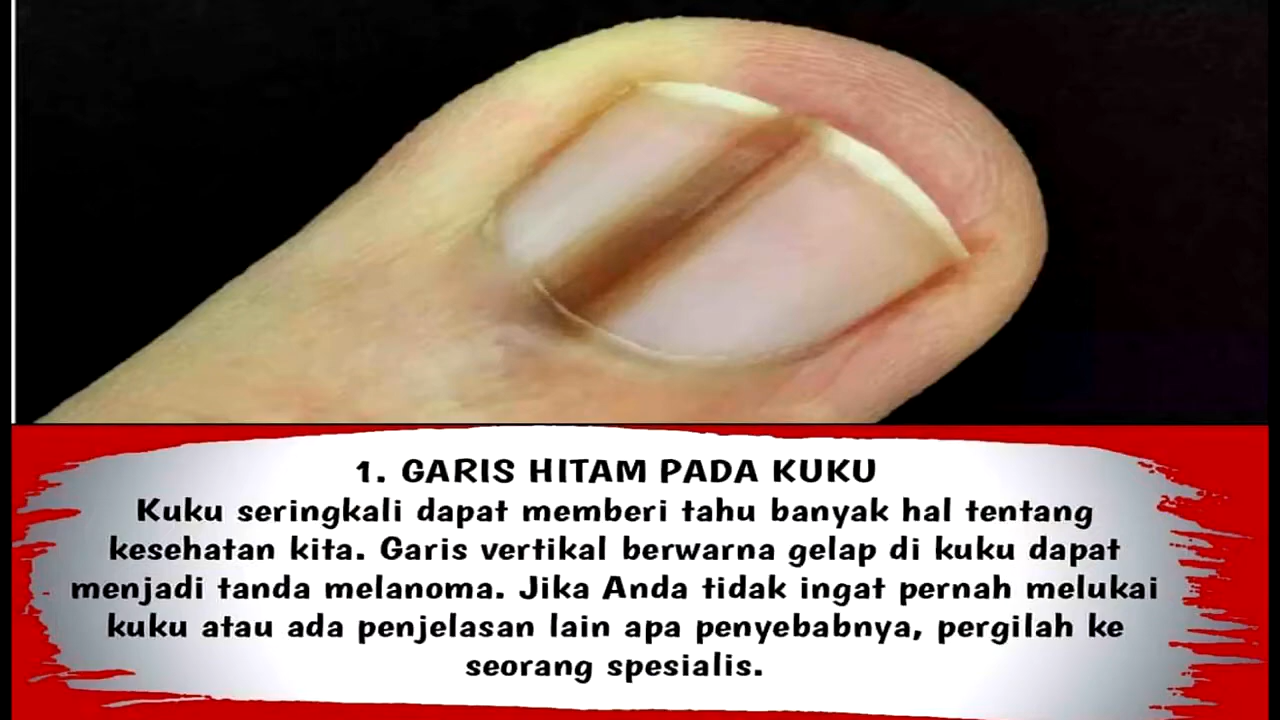 1. GARIS HITAM PADA KUKU
Kuku seringkali dapat memberi tahu banyak hal tentang
kesehatan kita. Garis vertikal berwarna gelap di kuku dapat
menjadi tanda melanoma. Jika Anda tidak ingat pernah melukai
kuku atau ada penjelasan lain apa penyebabnya, pergilah ke
seorang spesialis.